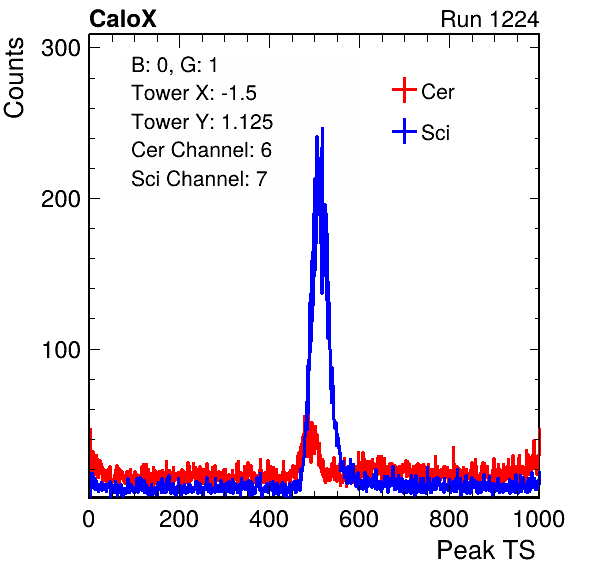 CaloX Run 1224
Counts
300
200
100
B: 0, G: 1
Tower X: -1.5
Tower Y: 1.125
Cer Channel: 6
Sci Channel: 7
Cer
Sci
0 200 400 600 800 1000
Peak TS